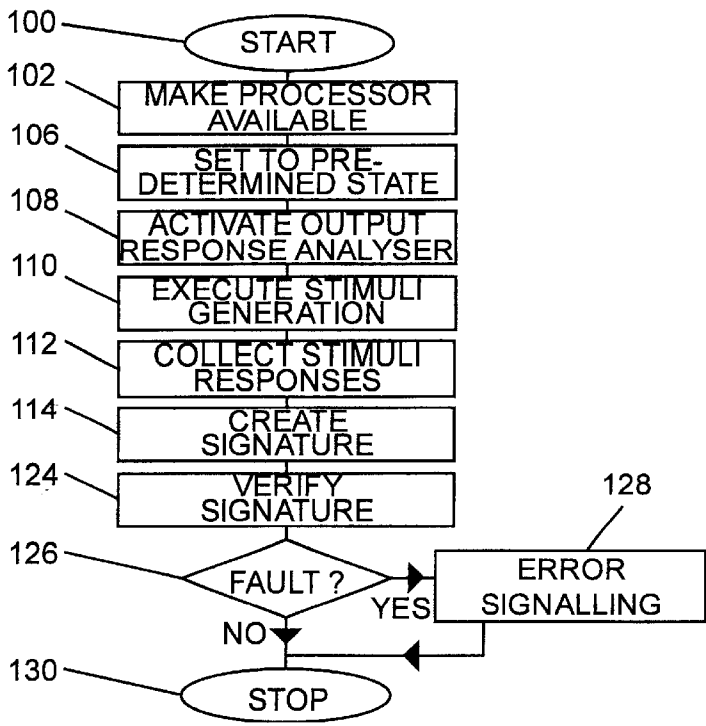 100
START
102
MAKE PROCESSOR
AVAILABLE
106
SET TO PRE-
DETERMINED STATE
108
ACTIVATE OUTPUT
RESPONSE ANALYSER
110
EXECUTE STIMULI
GENERATION
112
COLLECT STIMULI
RESPONSES
114
CREATE
SIGNATURE
124
VERIFY
SIGNATURE
126
FAULT ?
YES
NO
128
ERROR
SIGNALLING
130
STOP